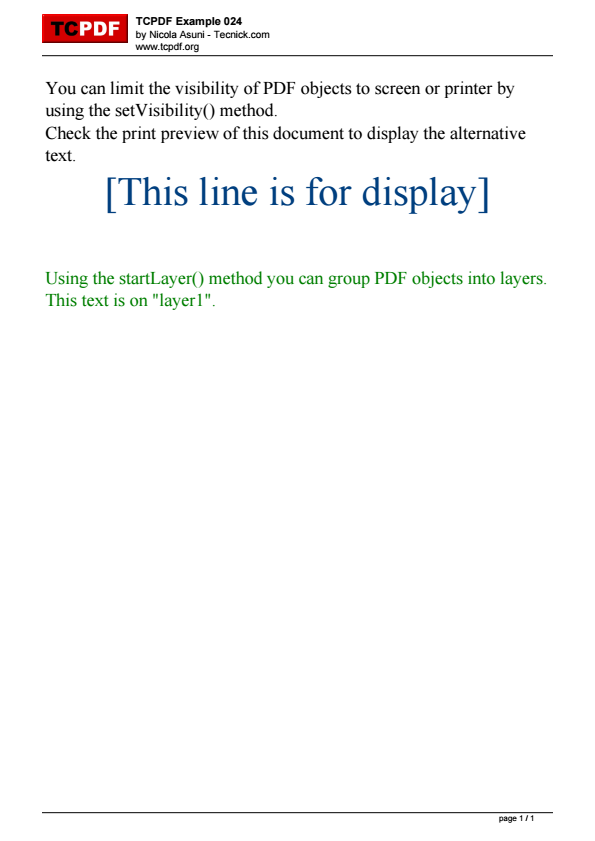 TCPDF
TCPDF Example 024
by Nicola Asuni - Tecnick.com
www.tcpdf.org
You can limit the visibility of PDF objects to screen or printer by
using the setVisibility() method.
Check the print preview of this document to display the alternative
text.
[This line is for display]
Using the startLayer() method you can group PDF objects into layers.
This text is on "layer1".
page 1 / 1